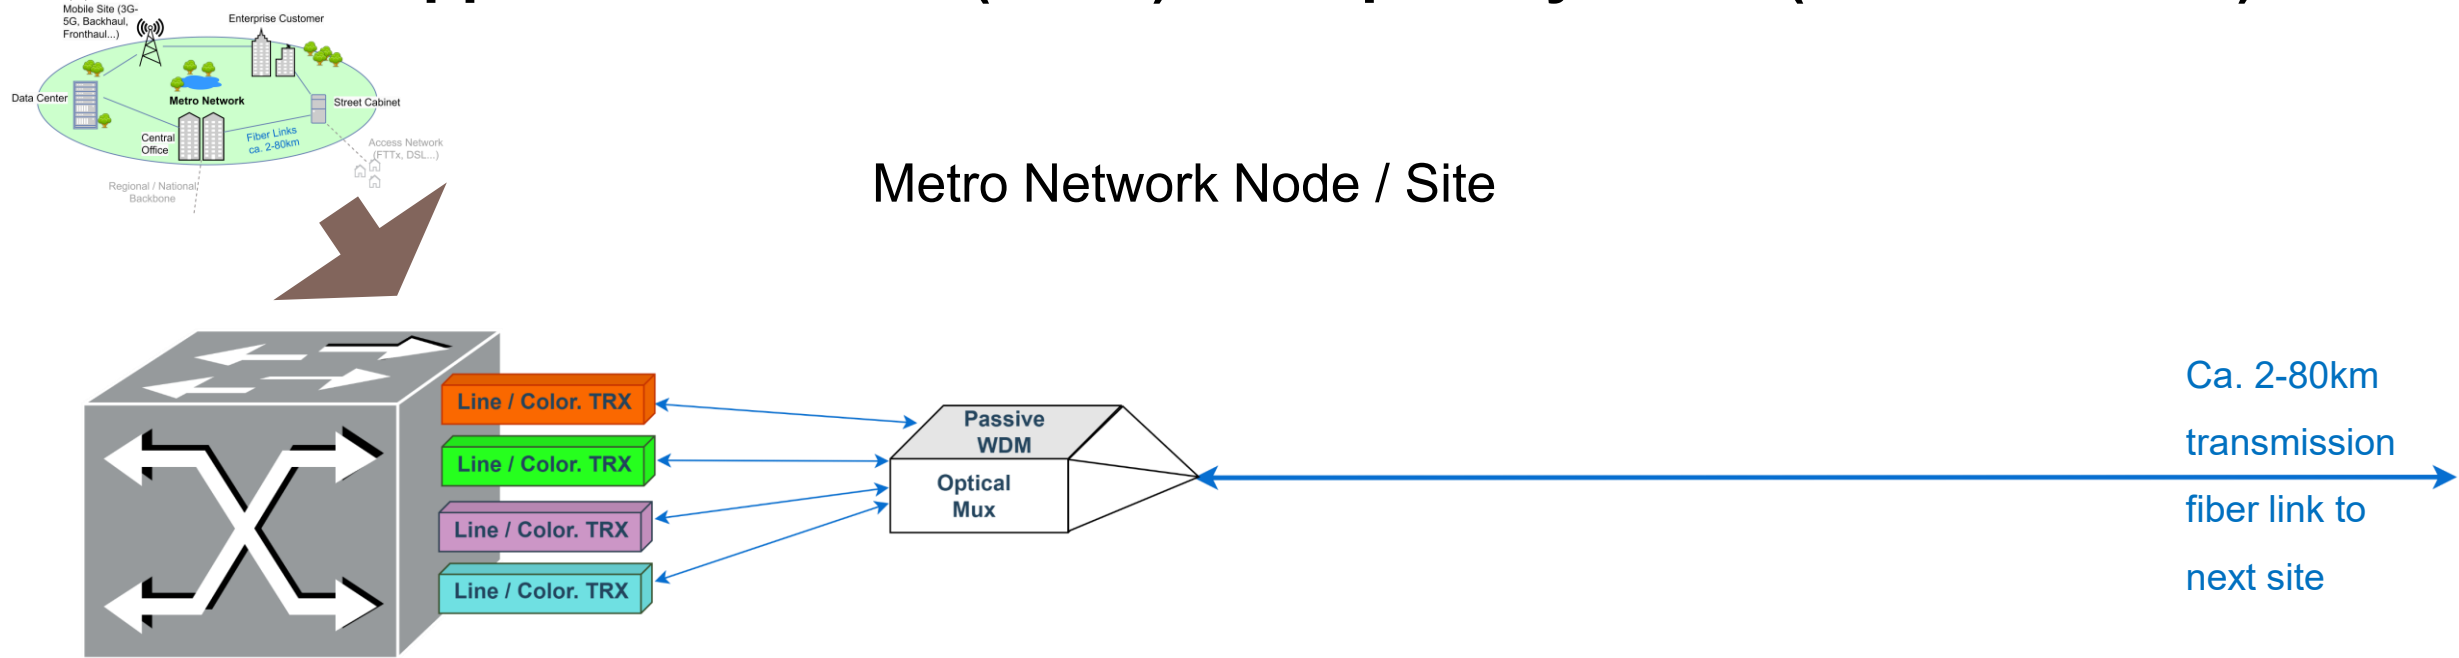 Mobile Site (3G-
5G, Backhaul,
Fronthaul...)
Enterprise Customer
Data Center
Metro Network
Street Cabinet
Central
Office
Fiber Links
ca. 2-80km
Access Network
(FTTx, DSL...)
Regional / National
Backbone
Metro Network Node / Site
Line / Color. TRX
Line / Color. TRX
Line / Color. TRX
Line / Color. TRX
Passive
WDM
Optical
Mux
Ca. 2-80km
transmission
fiber link to
next site